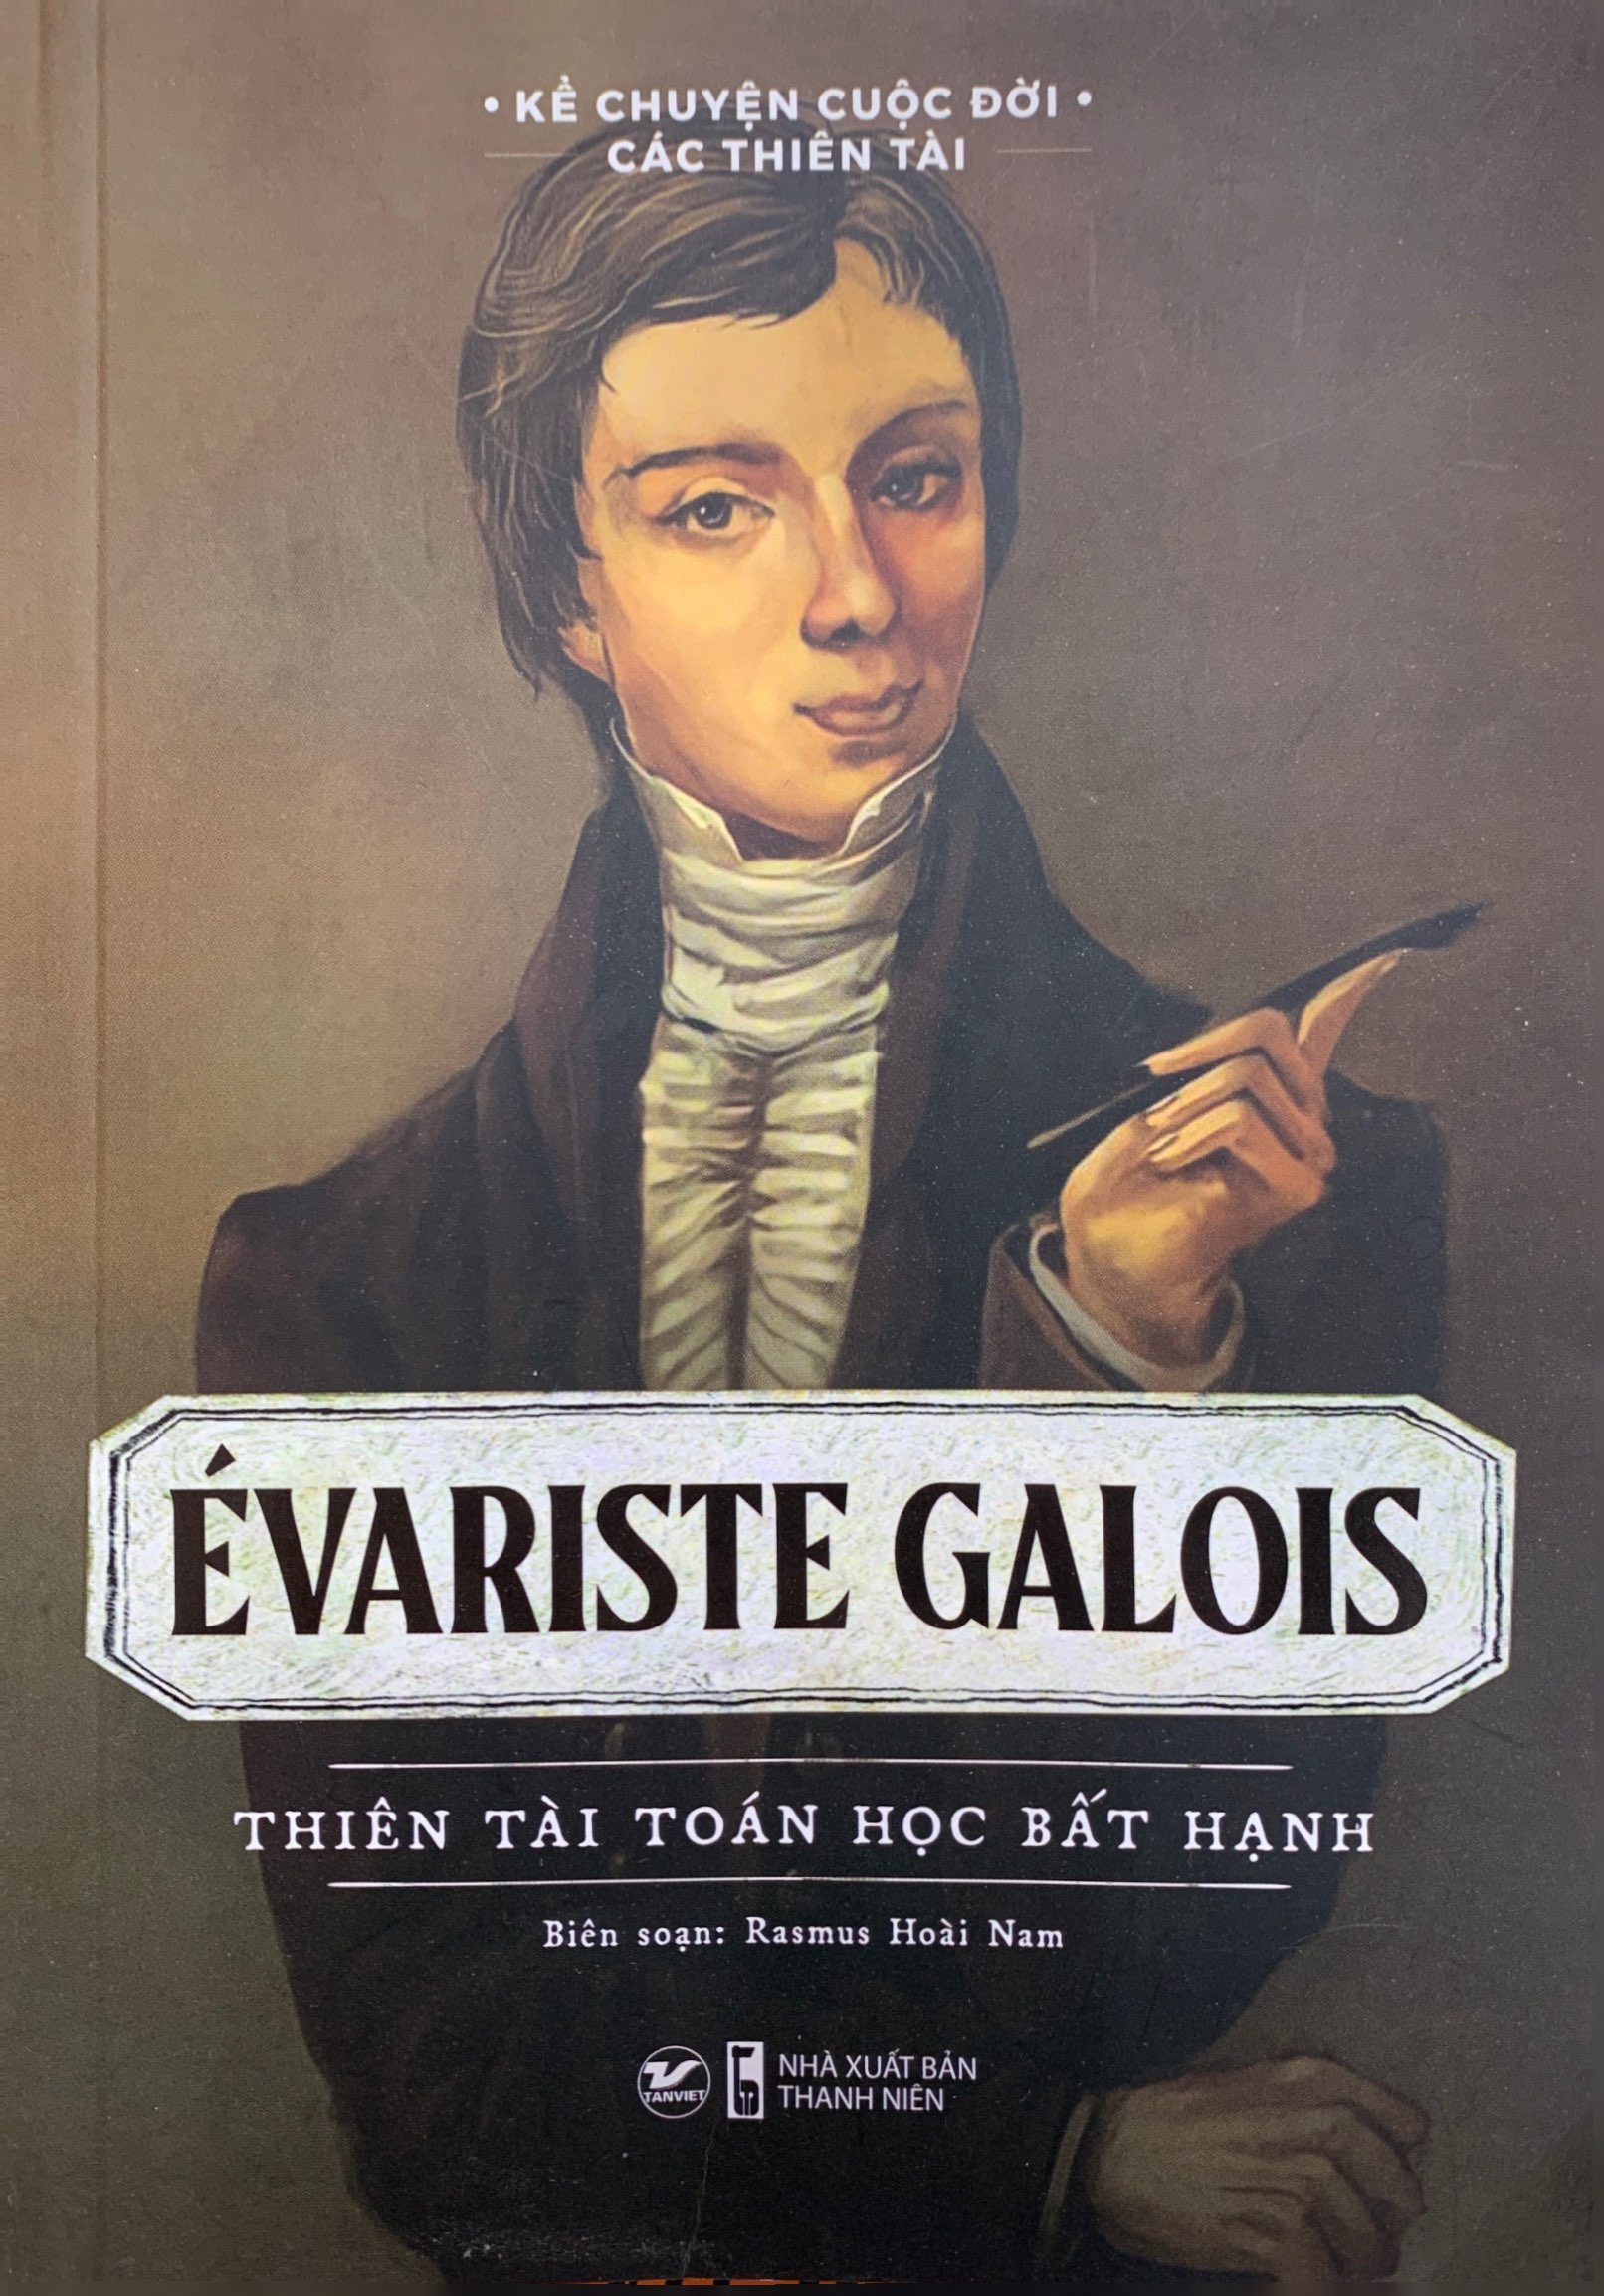 • KỂ CHUYỆN CUỘC ĐỜI •
CÁC THIÊN TÀI
ÉVARISTE GALOIS
THIÊN TÀI TOÁN HỌC BẤT HẠNH
Biên soạn: Rasmus Hoài Nam
TANVIET
NHÀ XUẤT BẢN
THANH NIÊN